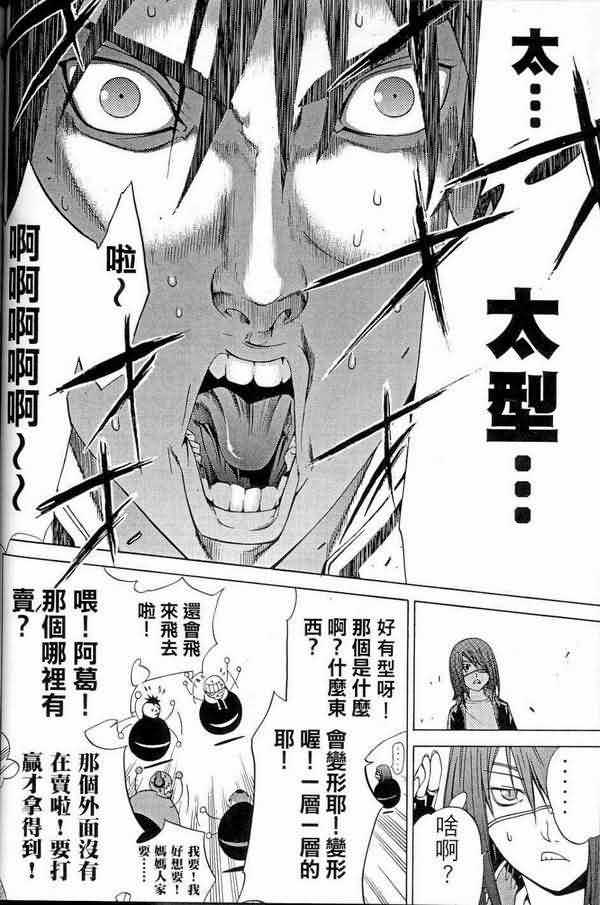 太⋯
太型⋯
啦～
啊啊啊啊啊～～
⋯⋯
啥啊？
好有型呀！
那個是什麼
啊？什麼東
西？
會變形耶！變形
喔！一層一層的
耶！
⋯⋯
還會飛
來飛去
啦！
我要！我
好想要！
媽媽人家
要⋯⋯
喂！阿葛！
那個哪裡有
賣？
那個外面沒有
在賣啦！要打
贏才拿得到！